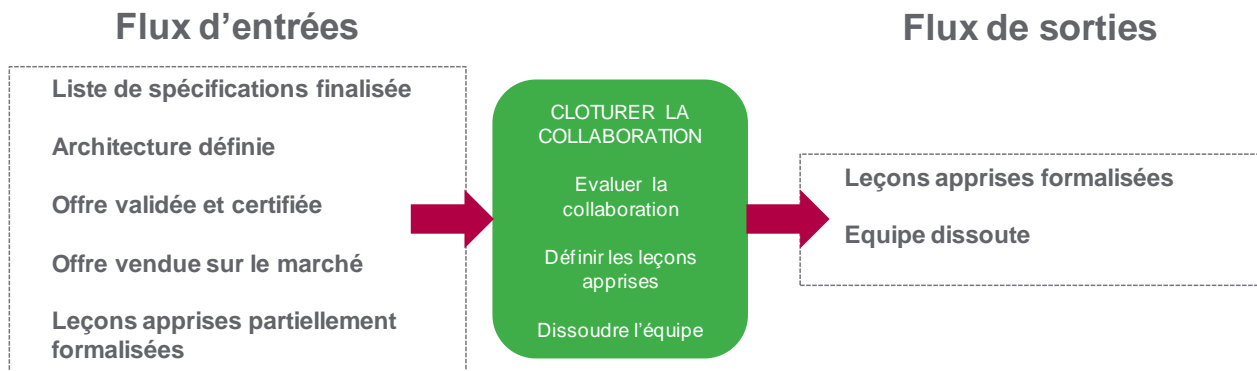 Flux d'entrées
Liste de spécifications finalisée
Architecture définie
Offre validée et certifiée
Offre vendue sur le marché
Leçons apprises partiellement
formalisées
CLOTURER LA
COLLABORATION
Evaluer la
collaboration
Définir les leçons
apprises
Dissoudre l'équipe
Flux de sorties
Leçons apprises formalisées
Equipe dissoute